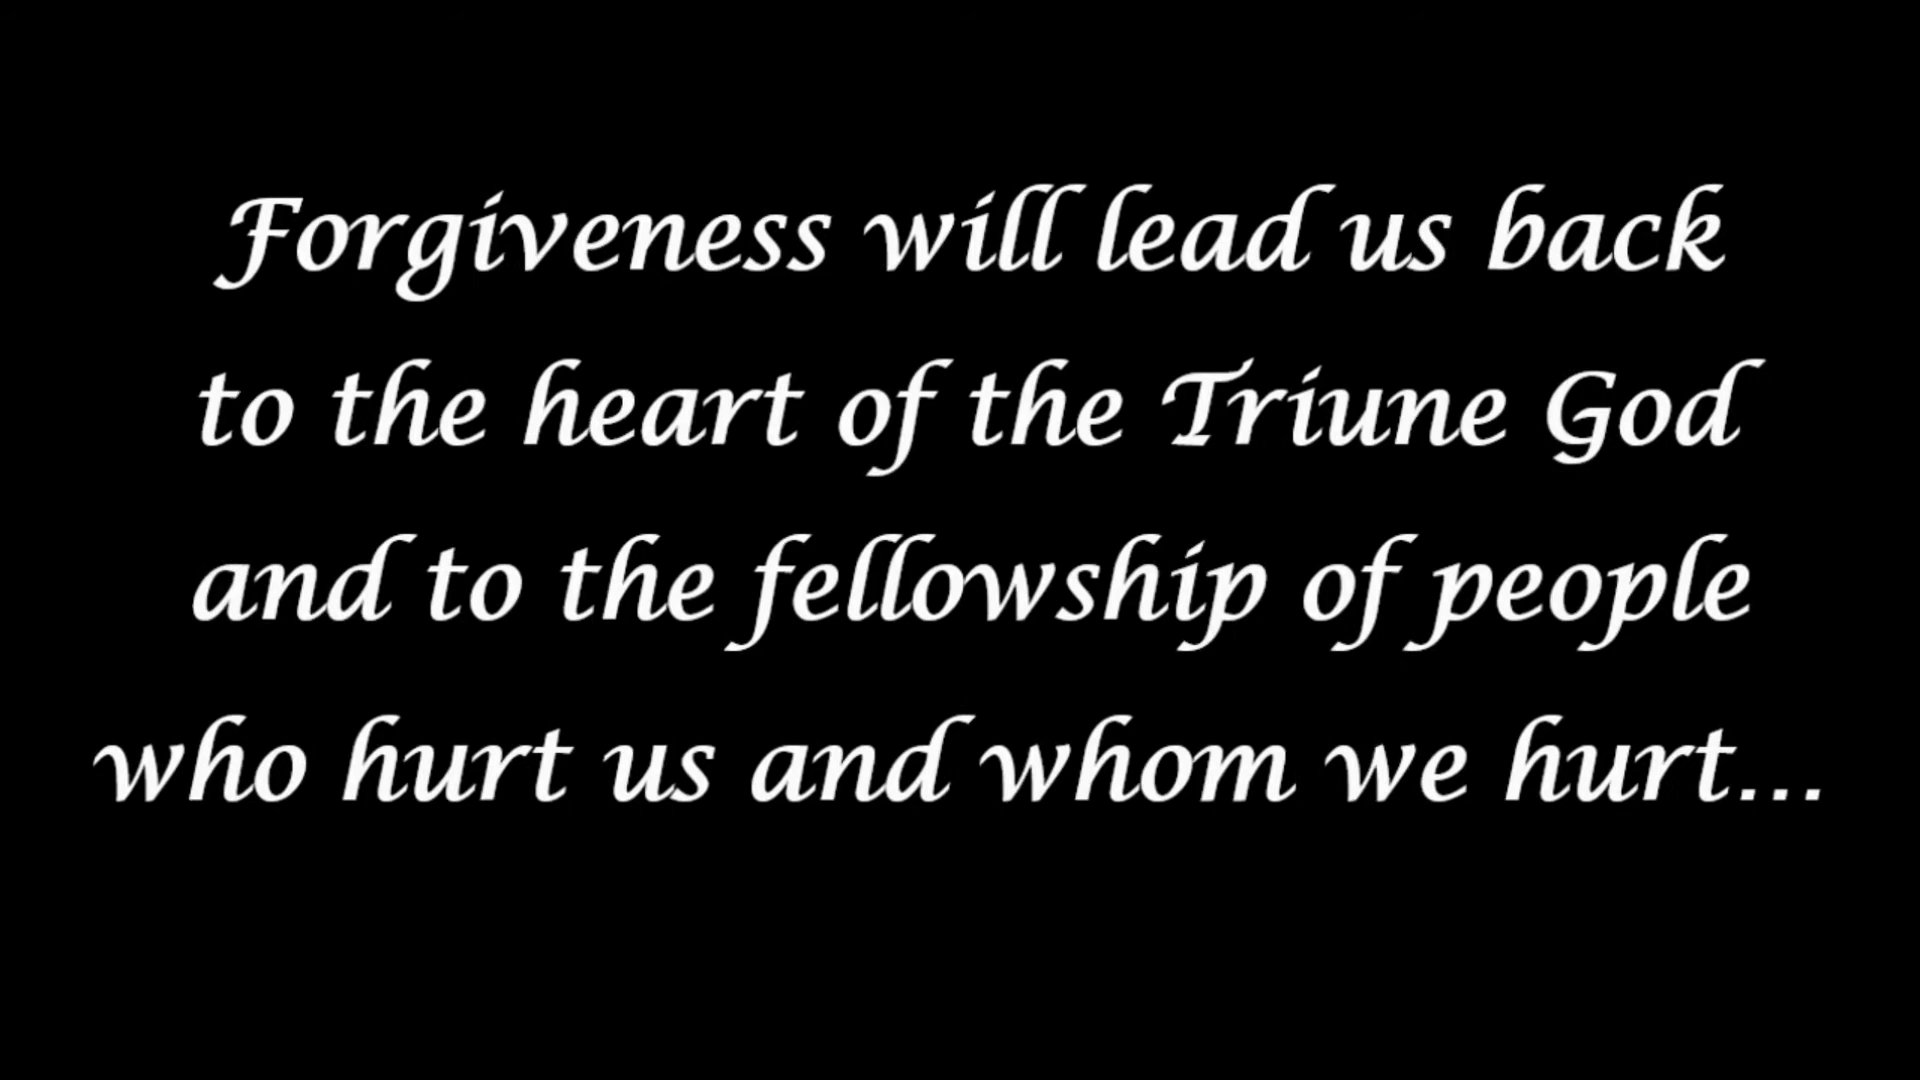 Forgiveness will lead us back
to the heart of the Triune God
and to the fellowship of people
who hurt us and whom we hurt...